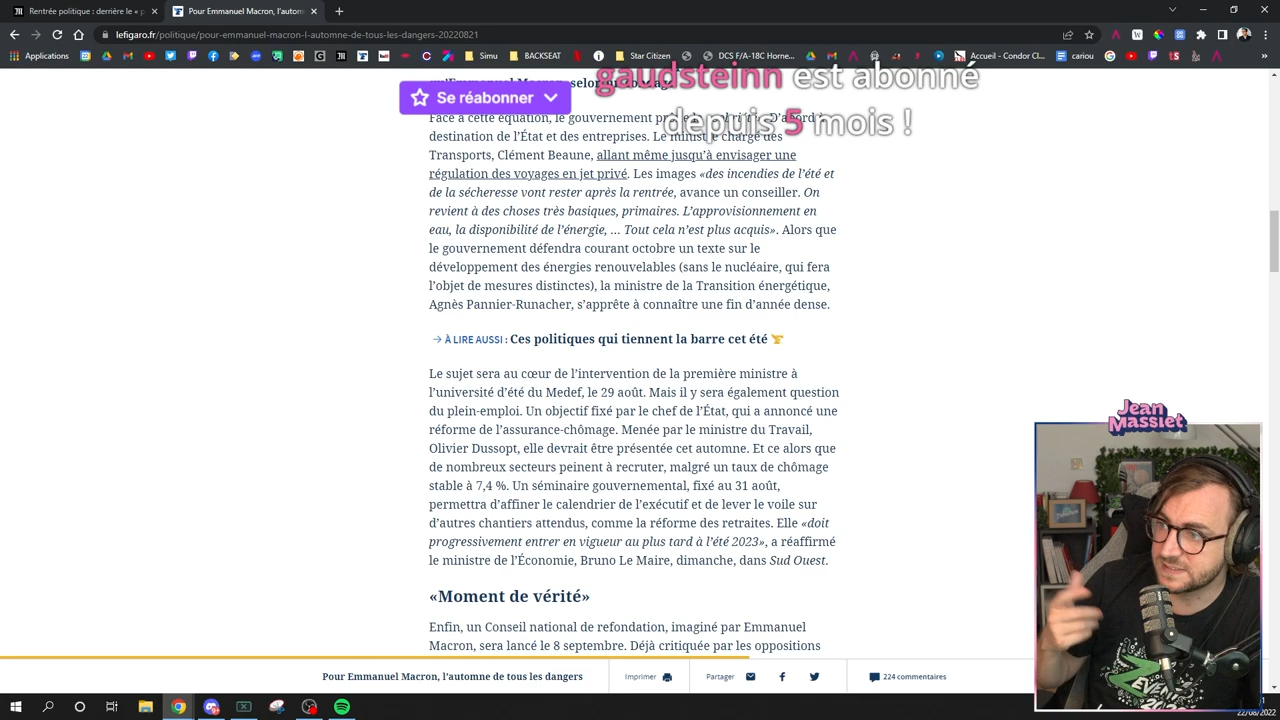 Rentrée politique : derrière le « p
Pour Emmanuel Macron, l'autom
lefigaro.fr/politique/pour-emmanuel-macron-l-automne-de-tous-les-dangers-20220821
Applications
Simu
BACKSEAT
Star Citizen
DCS F/A-18C Horne...
Accueil - Condor Cl...
cariou
gaudsteinn est abonné
depuis 5 mois !
Se réabonner
Face à cette équation, le gouvernement D'abord à
destination de l'État et des entreprises. Le ministre chargé des
Transports, Clément Beaune, allant même jusqu'à envisager une
régulation des voyages en jet privé. Les images «des incendies de l'été et
de la sécheresse vont rester après la rentrée, avance un conseiller. On
revient à des choses très basiques, primaires. L'approvisionnement en
eau, la disponibilité de l'énergie, … Tout cela n'est plus acquis». Alors que
le gouvernement défendra courant octobre un texte sur le
développement des énergies renouvelables (sans le nucléaire, qui fera
l'objet de mesures distinctes), la ministre de la Transition énergétique,
Agnès Pannier-Runacher, s'apprête à connaître une fin d'année dense.
→ À LIRE AUSSI : Ces politiques qui tiennent la barre cet été
Le sujet sera au cœur de l'intervention de la première ministre à
l'université d'été du Medef, le 29 août. Mais il y sera également question
du plein-emploi. Un objectif fixé par le chef de l'État, qui a annoncé une
réforme de l'assurance-chômage. Menée par le ministre du Travail,
Olivier Dussopt, elle devrait être présentée cet automne. Et ce alors que
de nombreux secteurs peinent à recruter, malgré un taux de chômage
stable à 7,4 %. Un séminaire gouvernemental, fixé au 31 août,
permettra d'affiner le calendrier de l'exécutif et de lever le voile sur
d'autres chantiers attendus, comme la réforme des retraites. Elle «doit
progressivement entrer en vigueur au plus tard à l'été 2023», a réaffirmé
le ministre de l'Économie, Bruno Le Maire, dimanche, dans Sud Ouest.
«Moment de vérité»
Enfin, un Conseil national de refondation, imaginé par Emmanuel
Macron, sera lancé le 8 septembre. Déjà critiquée par les oppositions
Pour Emmanuel Macron, l'automne de tous les dangers
Imprimer
Partager
224 commentaires
Jean
Massiet
22/08/2022